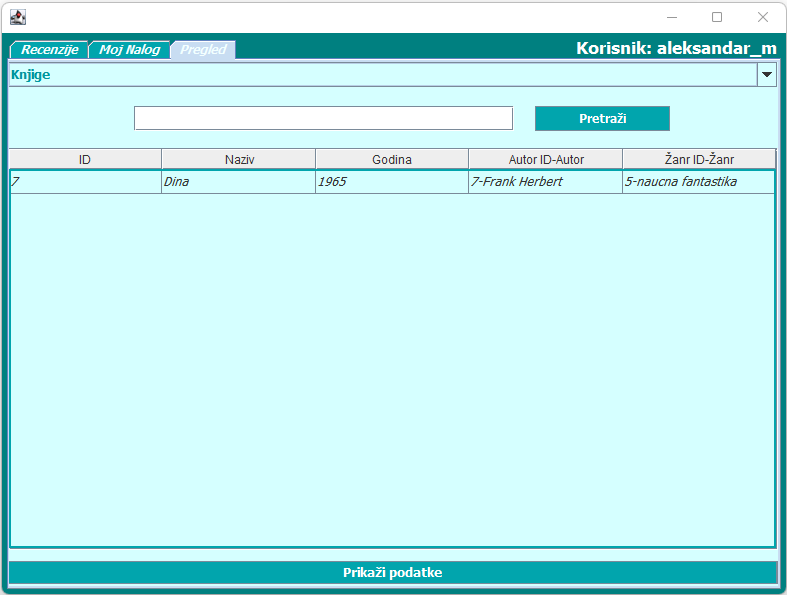 Recenzije Moj Nalog Pregled Korisnik: aleksandar_m
Knjige
Pretraži
ID Naziv Godina Autor ID-Autor Žanr ID-Žanr
7 Dina 1965 7-Frank Herbert 5-naucna fantastika
Prikaži podatke